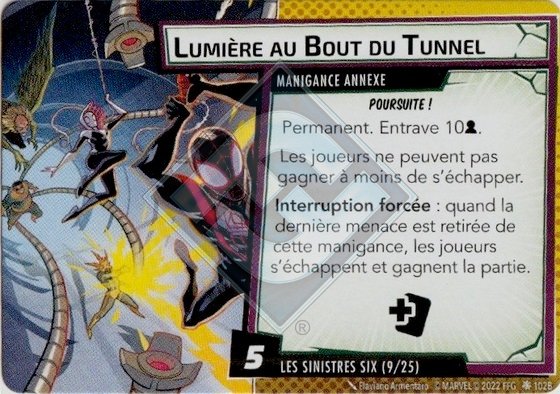 Lumière au Bout du Tunnel
MANIGANCE ANNEXE
POURSUITE !
Permanent. Entrave 10.
Les joueurs ne peuvent pas
gagner à moins de s'échapper.
Interruption forcée : quand la
dernière menace est retirée de
cette manigance, les joueurs
s'échappent et gagnent la partie.
®
5
LES SINISTRES SIX (9/25)
Flaviano Armentaro © MARVEL © 2022 FFG 102B